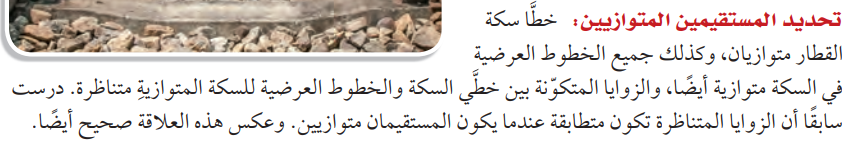 تحديد المستقيمين المتوازيين: خطَّا سكة
القطار متوازيان، وكذلك جميع الخطوط العرضية
في السكة متوازية أيضًا، والزوايا المتكوّنة بين خطَّي السكة والخطوط العرضية للسكة المتوازيةِ متناظرة. درست
سابقًا أن الزوايا المتناظرة تكون متطابقة عندما يكون المستقيمان متوازيين. وعكس هذه العلاقة صحيح أيضًا.